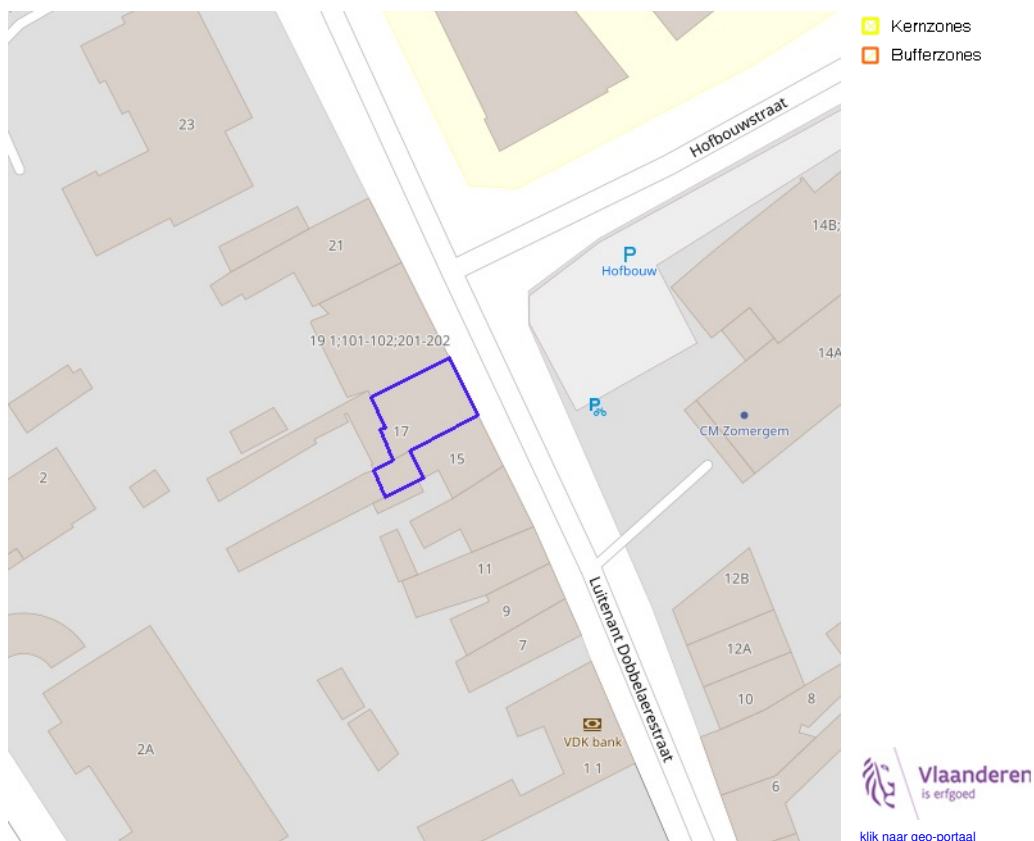 Kernzones
Bufferzones
Hofbouwstraat
23
14B;
21
P
Hofbouw
19 1;101-102;201-202
14A
P
CM Zomergem
17
15
2
11
12B
9
Luitenant Dobbelaerestraat
7
12A
10
8
VDK bank
2A
1 1
6
Vlaanderen
is erfgoed
klik naar geo-portaal